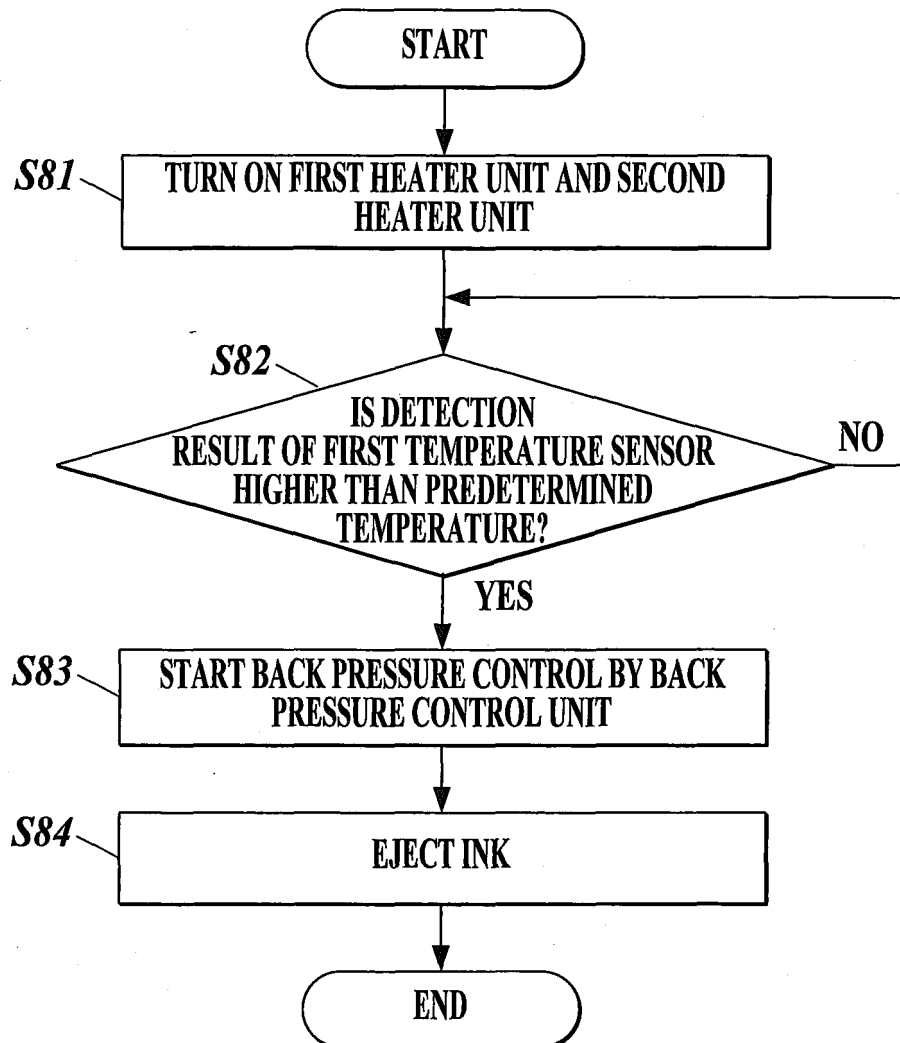 START
S81
TURN ON FIRST HEATER UNIT AND SECOND
HEATER UNIT
S82
IS DETECTION
RESULT OF FIRST TEMPERATURE SENSOR
HIGHER THAN PREDETERMINED
TEMPERATURE?
NO
YES
S83
START BACK PRESSURE CONTROL BY BACK
PRESSURE CONTROL UNIT
S84
EJECT INK
END